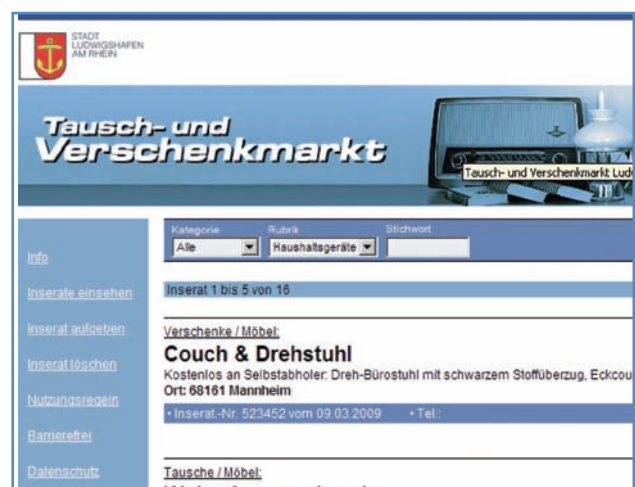 STADT
LUDWIGSHAFEN
AM RHEIN
Tausch- und
Verschenkmarkt
Tausch- und Verschenkmarkt Lud
Kategorie Rubrik Stichwort
Alle Haushaltsgeräte
Info
Inserate einsehen
Inserat aufgeben
Inserat löschen
Nutzungsregeln
Barrierefrei
Datenschutz
Inserat 1 bis 5 von 16
Verschenke / Möbel:
Couch & Drehstuhl
Kostenlos an Selbstabholer: Dreh-Bürostuhl mit schwarzem Stoffüberzug, Eckcou
Ort: 68161 Mannheim
• Inserat.-Nr. 523452 vom 09.03.2009 • Tel.:
Tausche / Möbel: